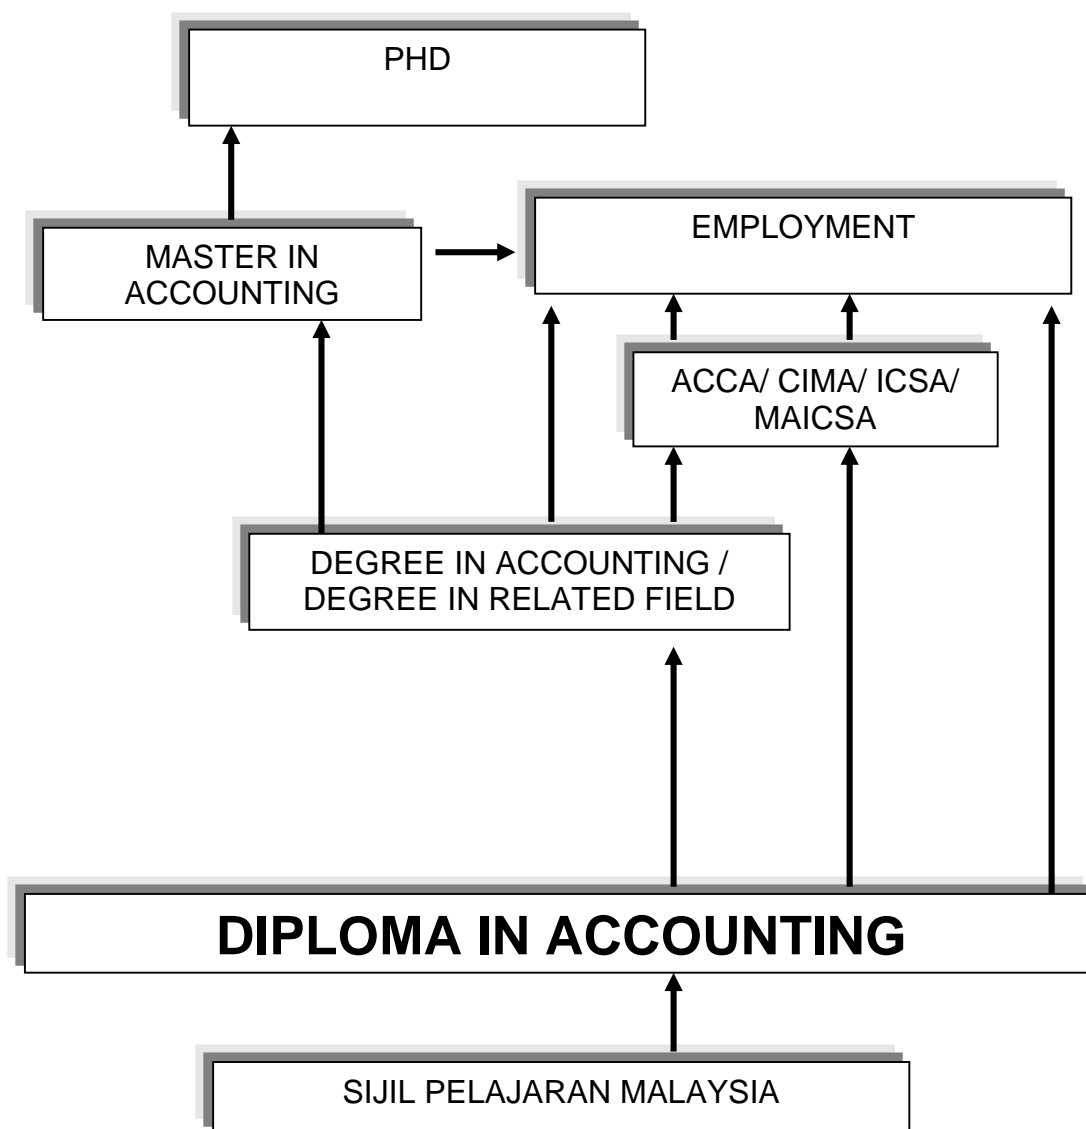 PHD
EMPLOYMENT
MASTER IN
ACCOUNTING
ACCA/ CIMA/ ICSA/
MAICSA
DEGREE IN ACCOUNTING /
DEGREE IN RELATED FIELD
DIPLOMA IN ACCOUNTING
SIJIL PELAJARAN MALAYSIA